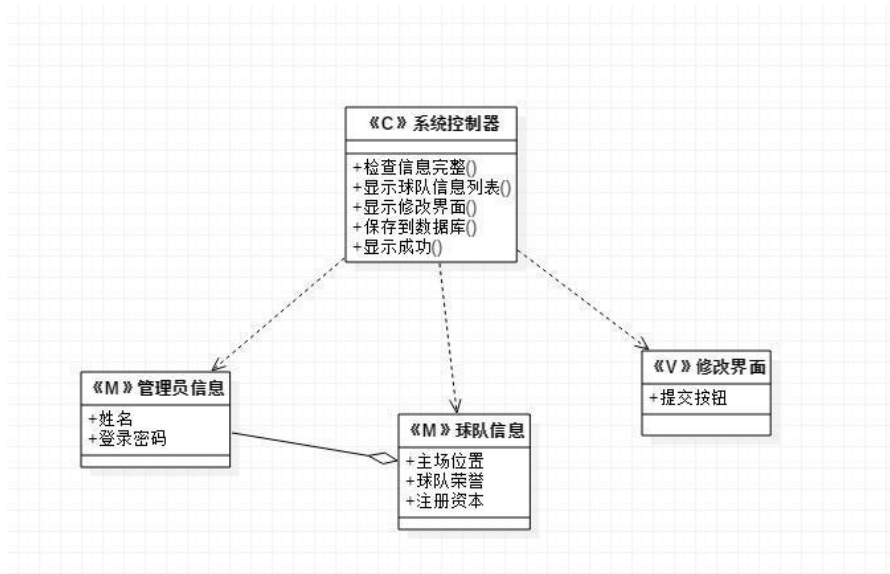 《C》系统控制器
+检查信息完整()
+显示球队信息列表()
+显示修改界面()
+保存到数据库()
+显示成功()
《M》管理员信息
+姓名
+登录密码
《M》球队信息
+主场位置
+球队荣誉
+注册资本
《V》修改界面
+提交按钮